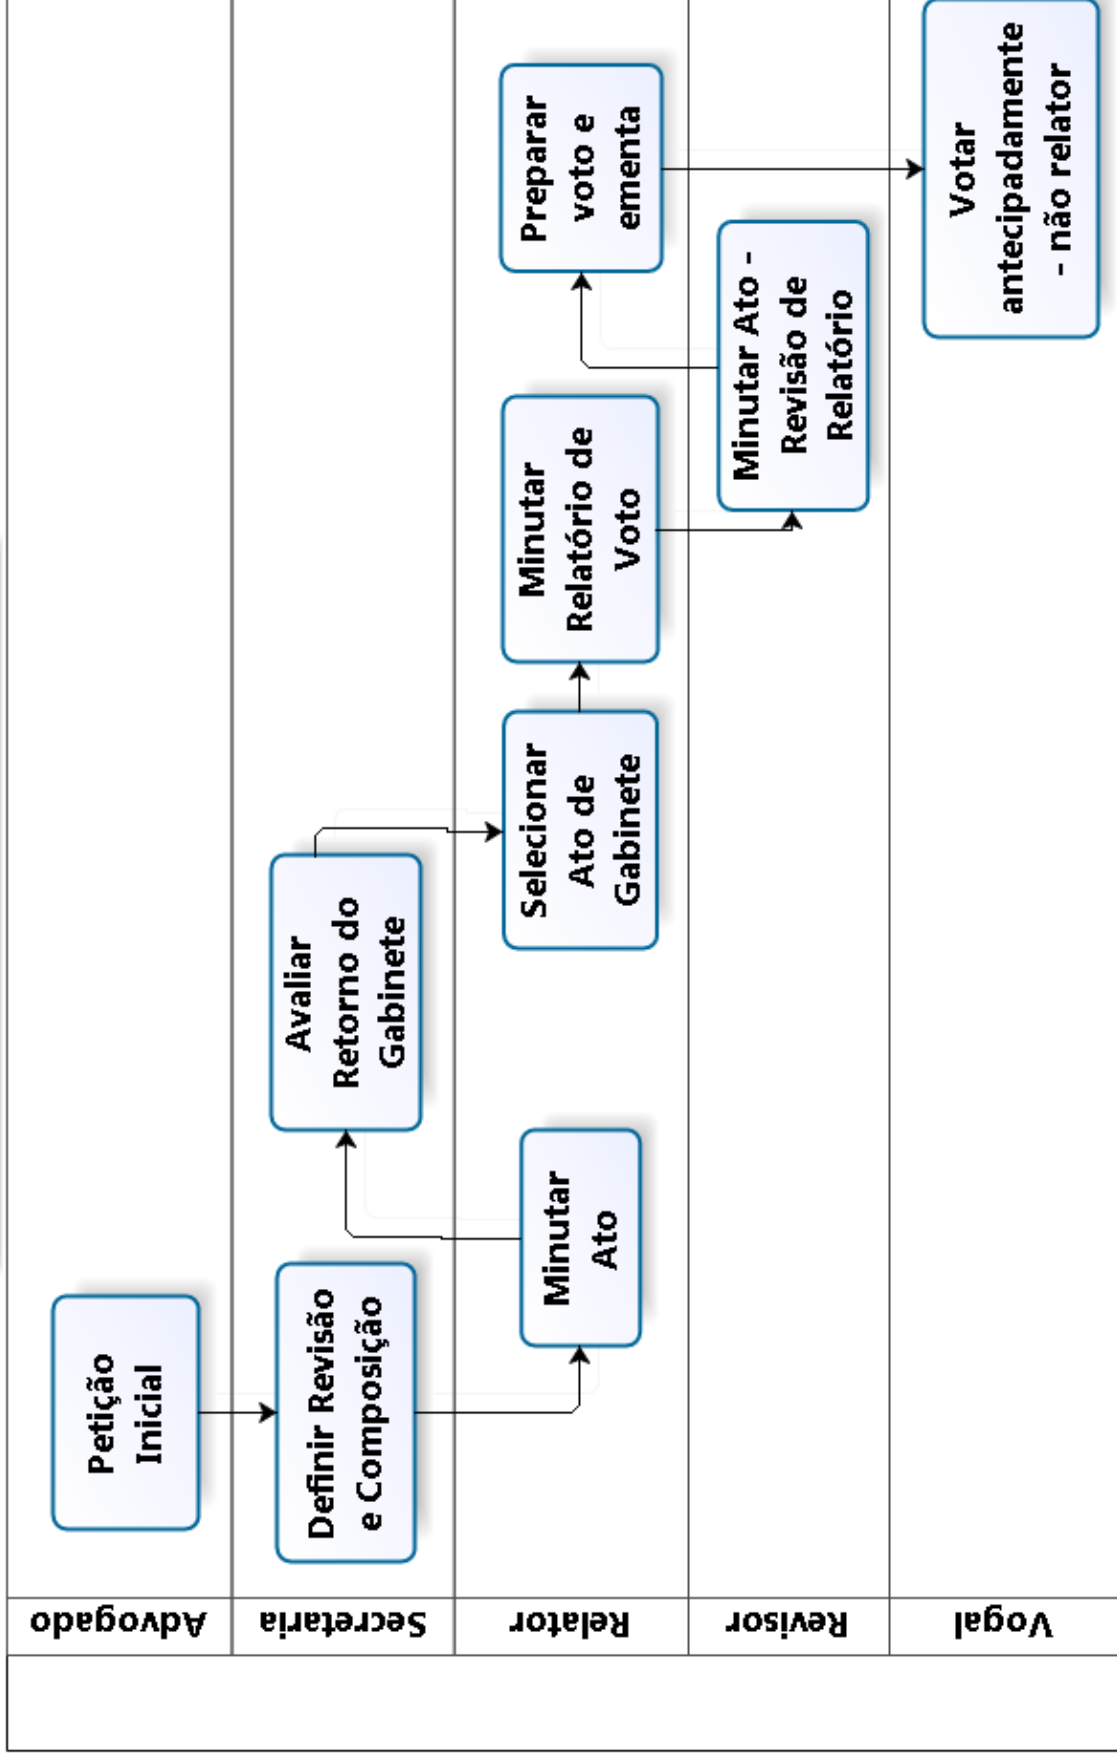 Advogado
Petição
Inicial
Secretaria
Definir Revisão
e Composição
Avaliar
Retorno do
Gabinete
Relator
Minutar
Ato
Selecionar
Ato de
Gabinete
Minutar
Relatório de
Voto
Preparar
voto e
ementa
Revisor
Minutar Ato -
Revisão de
Relatório
Vogal
Votar
antecipadamente
- não relator